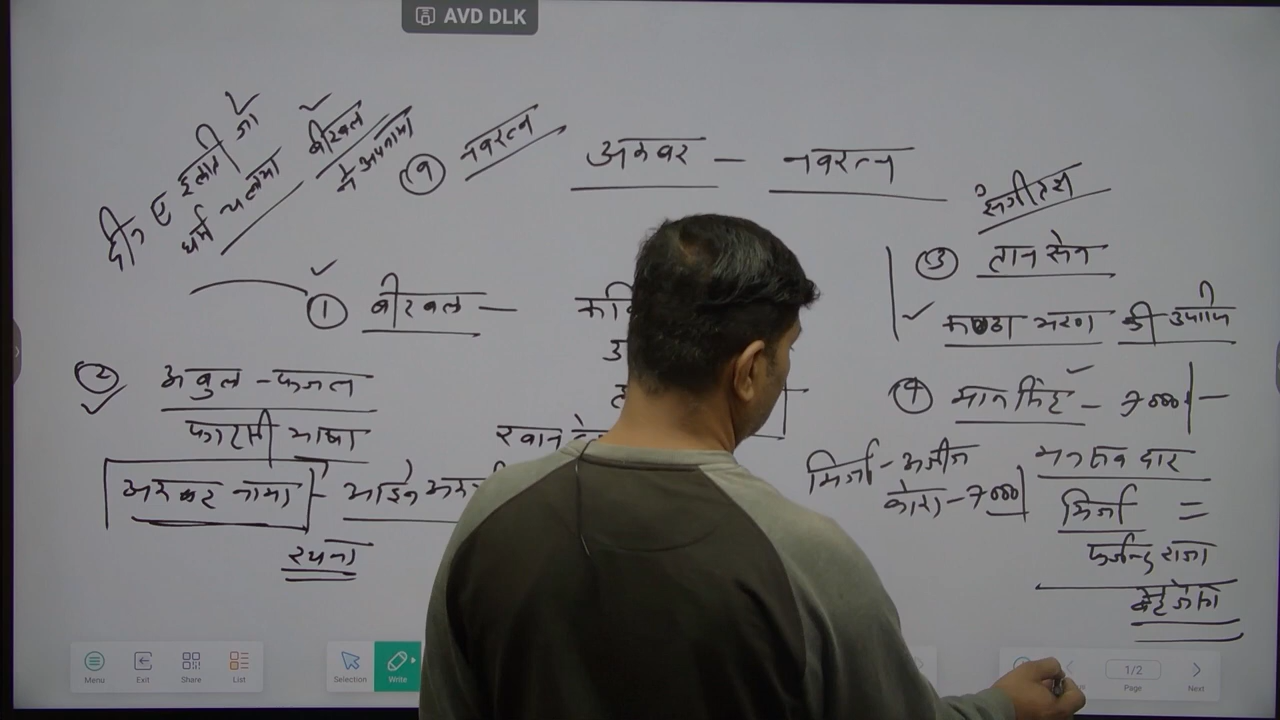 AVD DLK
दीन ए इलाही जो
धर्म चलाया बीरबल
ने अपनाया
९ नवरत्न
अकबर – नवरत्न
① बीरबल – कवि
② अबुल - फजल
फारसी भाषा
अकबर नामा - आइने
रचना
संगीतज्ञ
③ तानसेन
कण्ठा भरण की उपाधि
④ मानसिंह – 7000 –
मनसबदार
मिर्जा - अजीज
कोका - 7000
मिर्जा =
फर्जन्द राजा
Menu
Exit
Share
List
Selection
Write
1/2
Page
Next